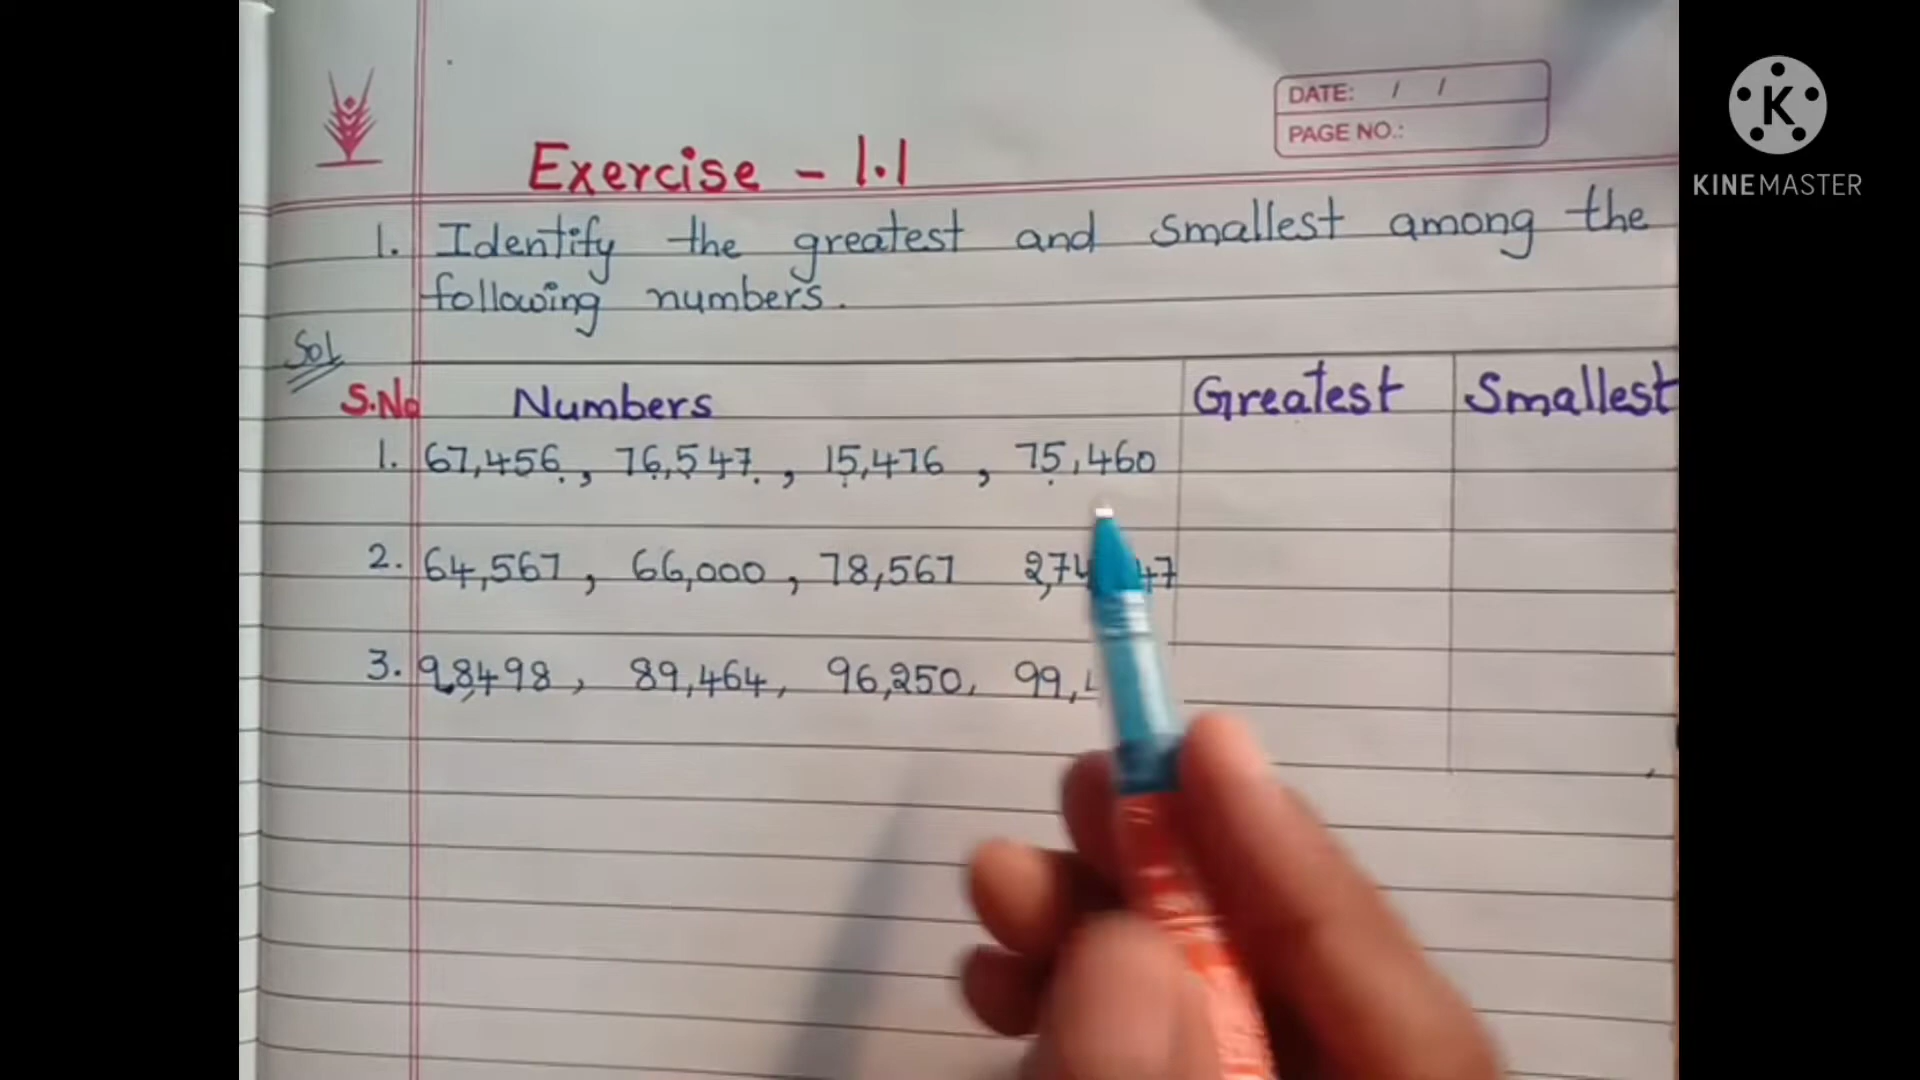 DATE: / /
PAGE NO.:
KINEMASTER
Exercise - 1.1
1. Identify the greatest and smallest among the
following numbers.
Sol
S.No Numbers Greatest Smallest
1. 67,456, 76,547, 15,476, 75,460
2. 64,567, 66,000, 78,567
3. 98,498, 89,464, 96,250,